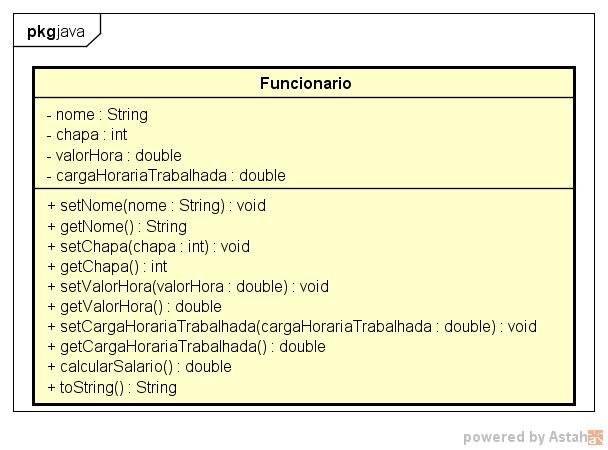 pkg java
Funcionario
- nome : String
- chapa : int
- valorHora : double
- cargaHorariaTrabalhada : double
+ setNome(nome : String) : void
+ getNome() : String
+ setChapa(chapa : int) : void
+ getChapa() : int
+ setValorHora(valorHora : double) : void
+ getValorHora() : double
+ setCargaHorariaTrabalhada(cargaHorariaTrabalhada : double) : void
+ getCargaHorariaTrabalhada() : double
+ calcularSalario() : double
+ toString() : String
powered by Astah